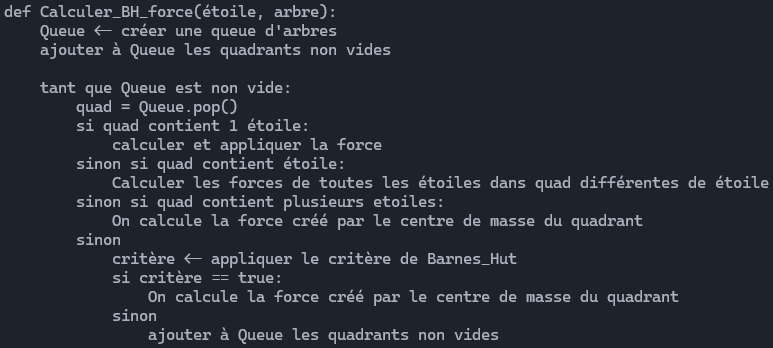 def Calculer_BH_force(étoile, arbre):
Queue ← créer une queue d'arbres
ajouter à Queue les quadrants non vides
tant que Queue est non vide:
quad = Queue.pop()
si quad contient 1 étoile:
calculer et appliquer la force
sinon si quad contient étoile:
Calculer les forces de toutes les étoiles dans quad différentes de étoile
sinon si quad contient plusieurs etoiles:
On calcule la force créé par le centre de masse du quadrant
sinon
critère ← appliquer le critère de Barnes_Hut
si critère == true:
On calcule la force créé par le centre de masse du quadrant
sinon
ajouter à Queue les quadrants non vides